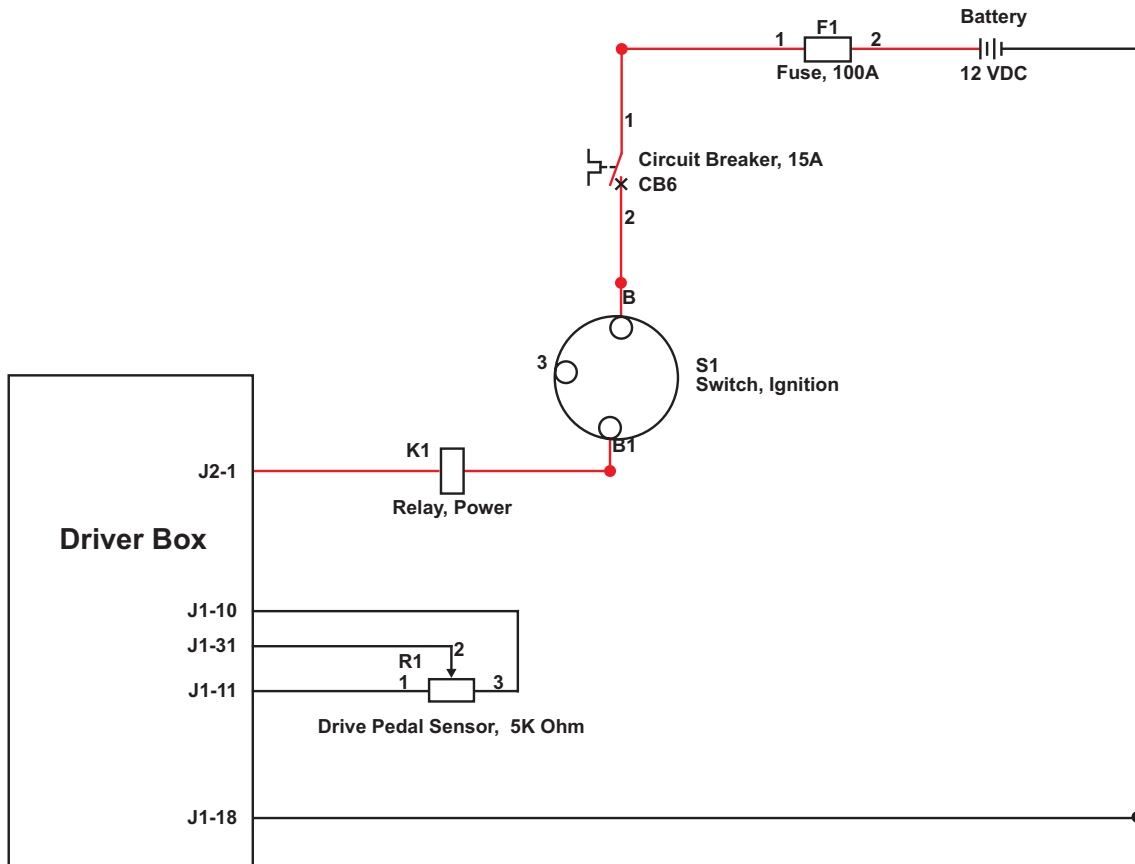 Battery
F1
1
2
Fuse, 100A
12 VDC
1
Circuit Breaker, 15A
CB6
2
B
3
S1
Switch, Ignition
B1
K1
J2-1
Relay, Power
Driver Box
J1-10
J1-31
2
R1
J1-11
1
3
Drive Pedal Sensor, 5K Ohm
J1-18